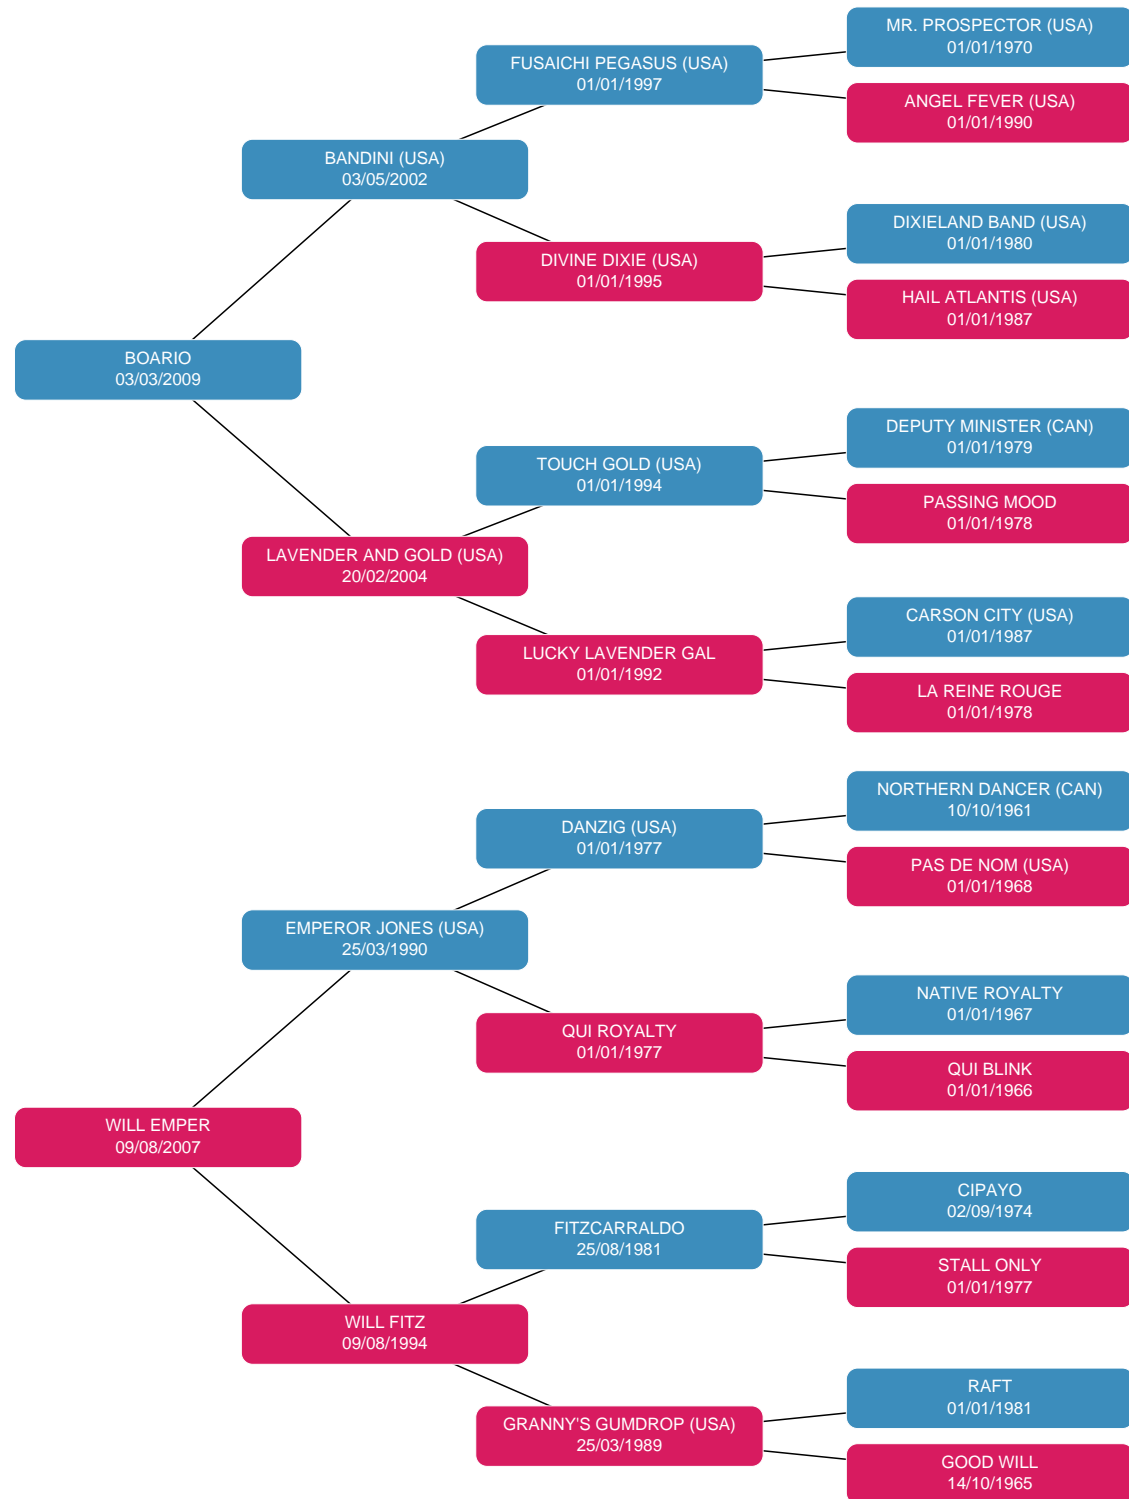 MR. PROSPECTOR (USA)
01/01/1970
FUSAICHI PEGASUS (USA)
01/01/1997
ANGEL FEVER (USA)
01/01/1990
BANDINI (USA)
03/05/2002
DIXIELAND BAND (USA)
01/01/1980
DIVINE DIXIE (USA)
01/01/1995
HAIL ATLANTIS (USA)
01/01/1987
BOARIO
03/03/2009
DEPUTY MINISTER (CAN)
01/01/1979
TOUCH GOLD (USA)
01/01/1994
PASSING MOOD
01/01/1978
LAVENDER AND GOLD (USA)
20/02/2004
CARSON CITY (USA)
01/01/1987
LUCKY LAVENDER GAL
01/01/1992
LA REINE ROUGE
01/01/1978
NORTHERN DANCER (CAN)
10/10/1961
DANZIG (USA)
01/01/1977
PAS DE NOM (USA)
01/01/1968
EMPEROR JONES (USA)
25/03/1990
NATIVE ROYALTY
01/01/1967
QUI ROYALTY
01/01/1977
QUI BLINK
01/01/1966
WILL EMPER
09/08/2007
CIPAYO
02/09/1974
FITZCARRALDO
25/08/1981
STALL ONLY
01/01/1977
WILL FITZ
09/08/1994
RAFT
01/01/1981
GRANNY'S GUMDROP (USA)
25/03/1989
GOOD WILL
14/10/1965